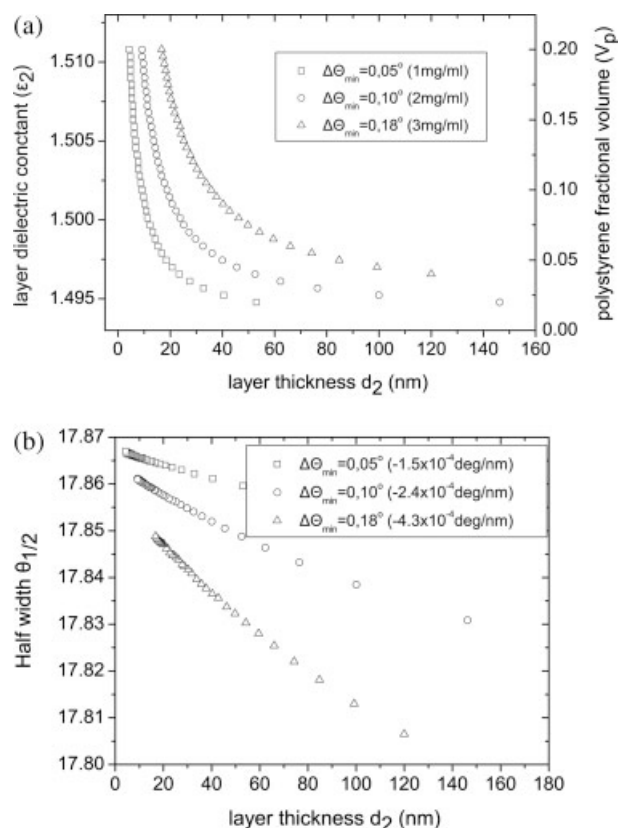 (a)
1.510
1.505
1.500
1.495
layer dielectric conctant (ε2)
ΔΘmin=0,05° (1mg/ml)
ΔΘmin=0,10° (2mg/ml)
ΔΘmin=0,18° (3mg/ml)
0.20
0.15
0.10
0.05
0.00
polystyrene fractional volume (Vp)
0 20 40 60 80 100 120 140 160
layer thickness d2 (nm)
(b)
17.87
17.86
17.85
17.84
17.83
17.82
17.81
17.80
Half width θ1/2
ΔΘmin=0,05° (-1.5x10-4deg/nm)
ΔΘmin=0,10° (-2.4x10-4deg/nm)
ΔΘmin=0,18° (-4.3x10-4deg/nm)
0 20 40 60 80 100 120 140 160 180
layer thickness d2 (nm)